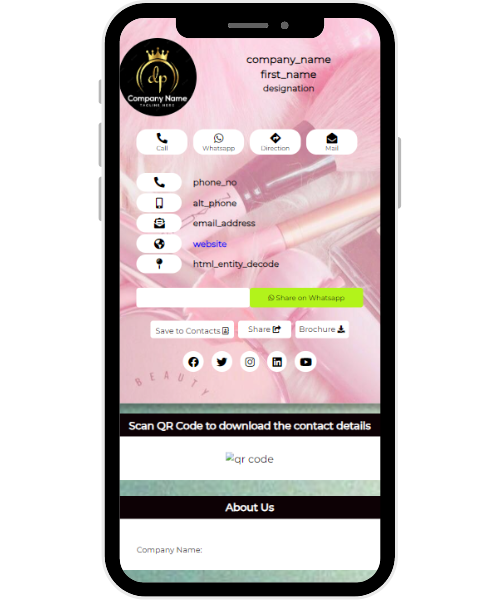 dp
Company Name
TAGLINE HERE
company_name
first_name
designation
Call
Whatsapp
Direction
Mail
phone_no
alt_phone
email_address
website
html_entity_decode
Share on Whatsapp
Save to Contacts
Share
Brochure
BEAUTY
Scan QR Code to download the contact details
qr code
About Us
Company Name: